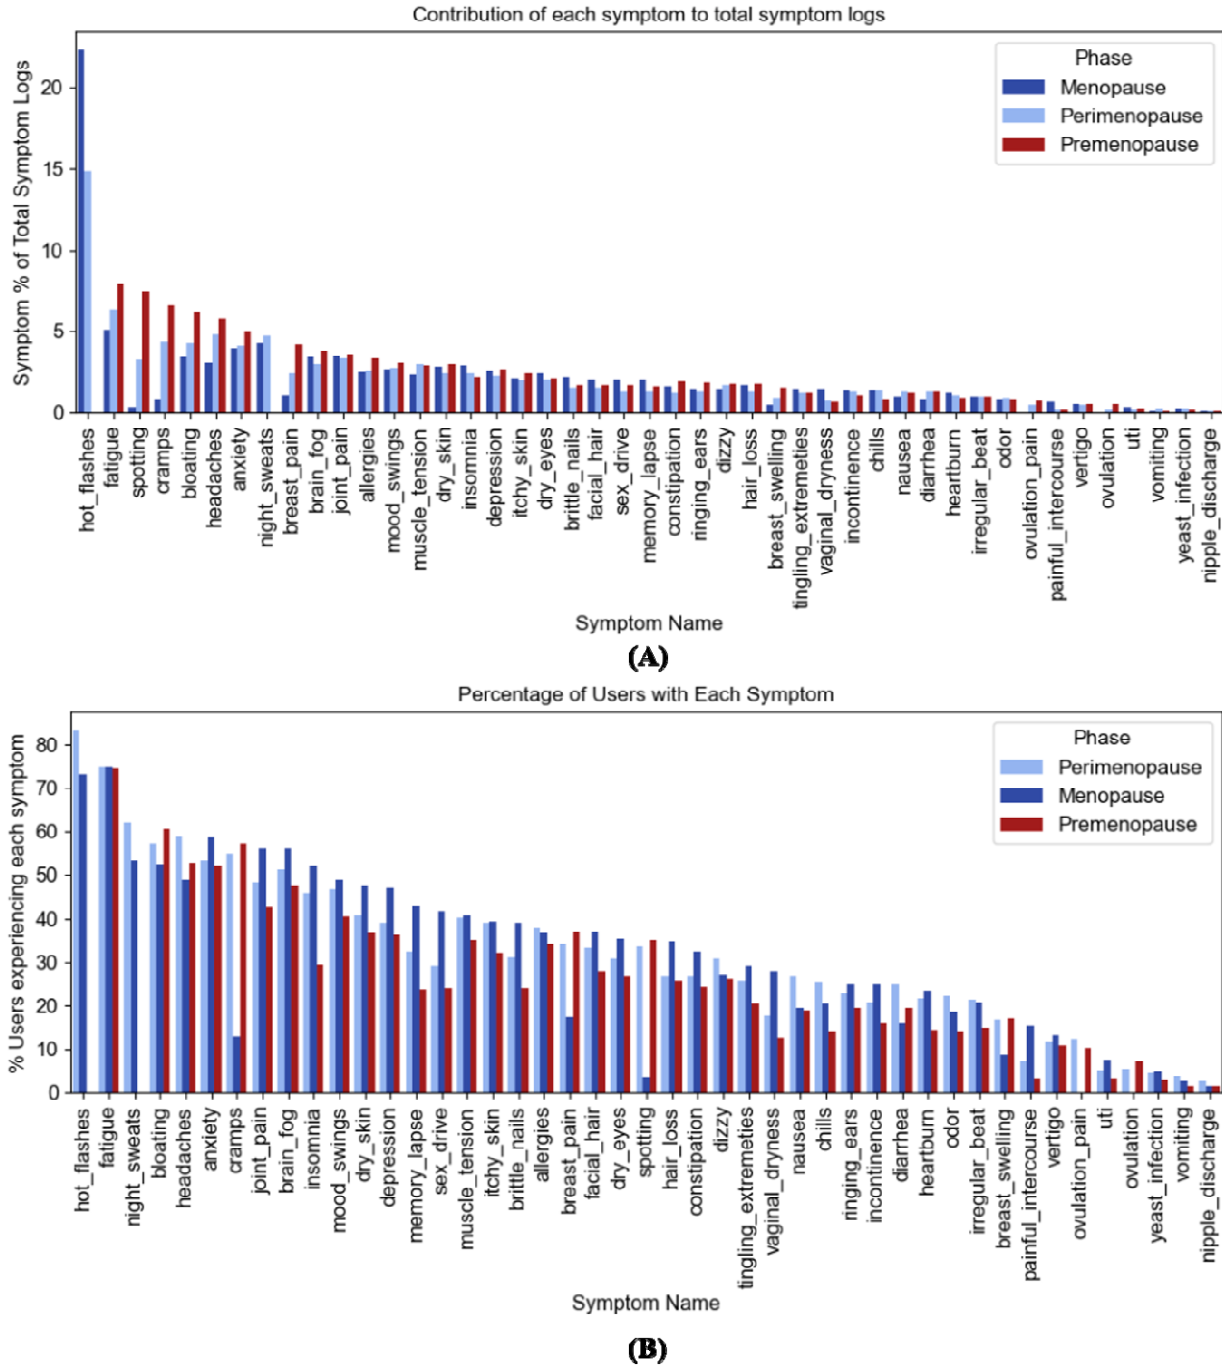 Contribution of each symptom to total symptom logs
Symptom % of Total Symptom Logs
20
15
10
5
0
Phase
Menopause
Perimenopause
Premenopause
hot_flashes
fatigue
spotting
cramps
bloating
headaches
anxiety
night_sweats
breast_pain
brain_fog
joint_pain
allergies
mood_swings
muscle_tension
dry_skin
insomnia
depression
itchy_skin
dry_eyes
brittle_nails
facial_hair
sex_drive
memory_lapse
constipation
ringing_ears
dizzy
hair_loss
breast_swelling
tingling_extremeties
vaginal_dryness
incontinence
chills
nausea
diarrhea
heartburn
irregular_beat
odor
ovulation_pain
painful_intercourse
vertigo
ovulation
uti
vomiting
yeast_infection
nipple_discharge
Symptom Name
(A)
Percentage of Users with Each Symptom
% Users experiencing each symptom
80
70
60
50
40
30
20
10
0
Phase
Perimenopause
Menopause
Premenopause
hot_flashes
fatigue
night_sweats
bloating
headaches
anxiety
cramps
joint_pain
brain_fog
insomnia
mood_swings
dry_skin
depression
memory_lapse
sex_drive
muscle_tension
itchy_skin
brittle_nails
allergies
breast_pain
facial_hair
dry_eyes
spotting
hair_loss
constipation
dizzy
tingling_extremeties
vaginal_dryness
nausea
chills
ringing_ears
incontinence
diarrhea
heartburn
odor
irregular_beat
breast_swelling
painful_intercourse
vertigo
ovulation_pain
uti
ovulation
yeast_infection
vomiting
nipple_discharge
Symptom Name
(B)